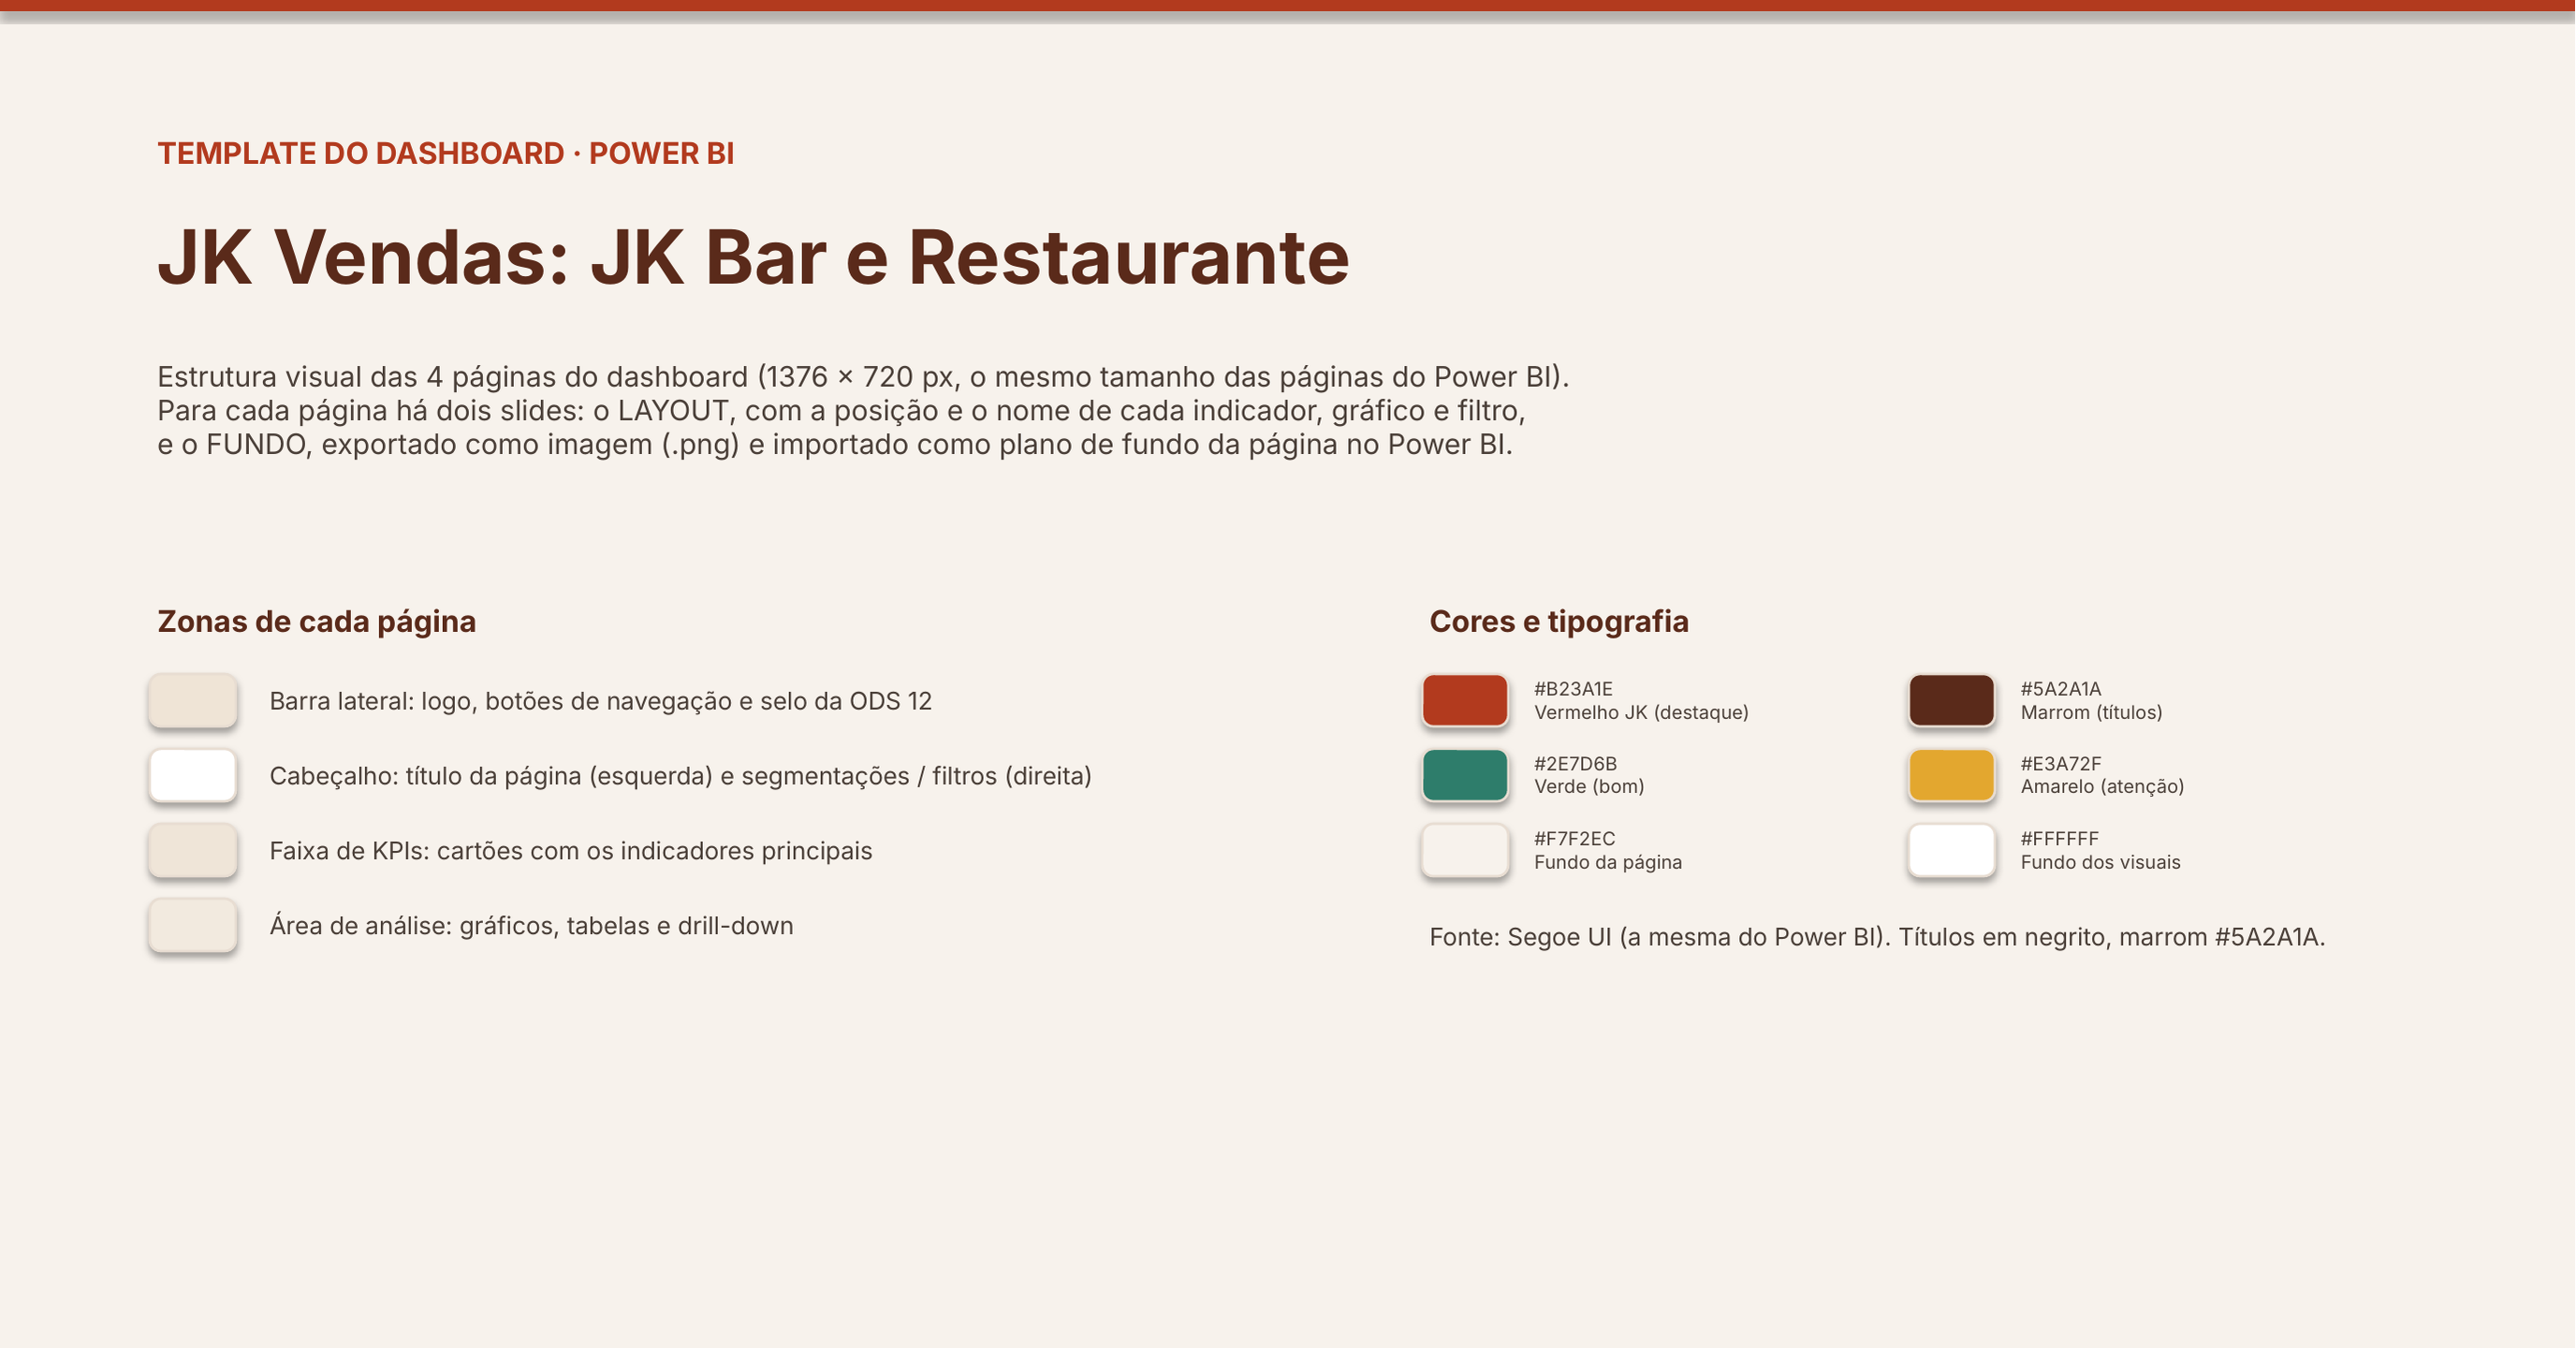 TEMPLATE DO DASHBOARD · POWER BI
JK Vendas: JK Bar e Restaurante
Estrutura visual das 4 páginas do dashboard (1376 × 720 px, o mesmo tamanho das páginas do Power BI).
Para cada página há dois slides: o LAYOUT, com a posição e o nome de cada indicador, gráfico e filtro,
e o FUNDO, exportado como imagem (.png) e importado como plano de fundo da página no Power BI.
Zonas de cada página
Barra lateral: logo, botões de navegação e selo da ODS 12
Cabeçalho: título da página (esquerda) e segmentações / filtros (direita)
Faixa de KPIs: cartões com os indicadores principais
Área de análise: gráficos, tabelas e drill-down
Cores e tipografia
#B23A1E
Vermelho JK (destaque)
#5A2A1A
Marrom (títulos)
#2E7D6B
Verde (bom)
#E3A72F
Amarelo (atenção)
#F7F2EC
Fundo da página
#FFFFFF
Fundo dos visuais
Fonte: Segoe UI (a mesma do Power BI). Títulos em negrito, marrom #5A2A1A.